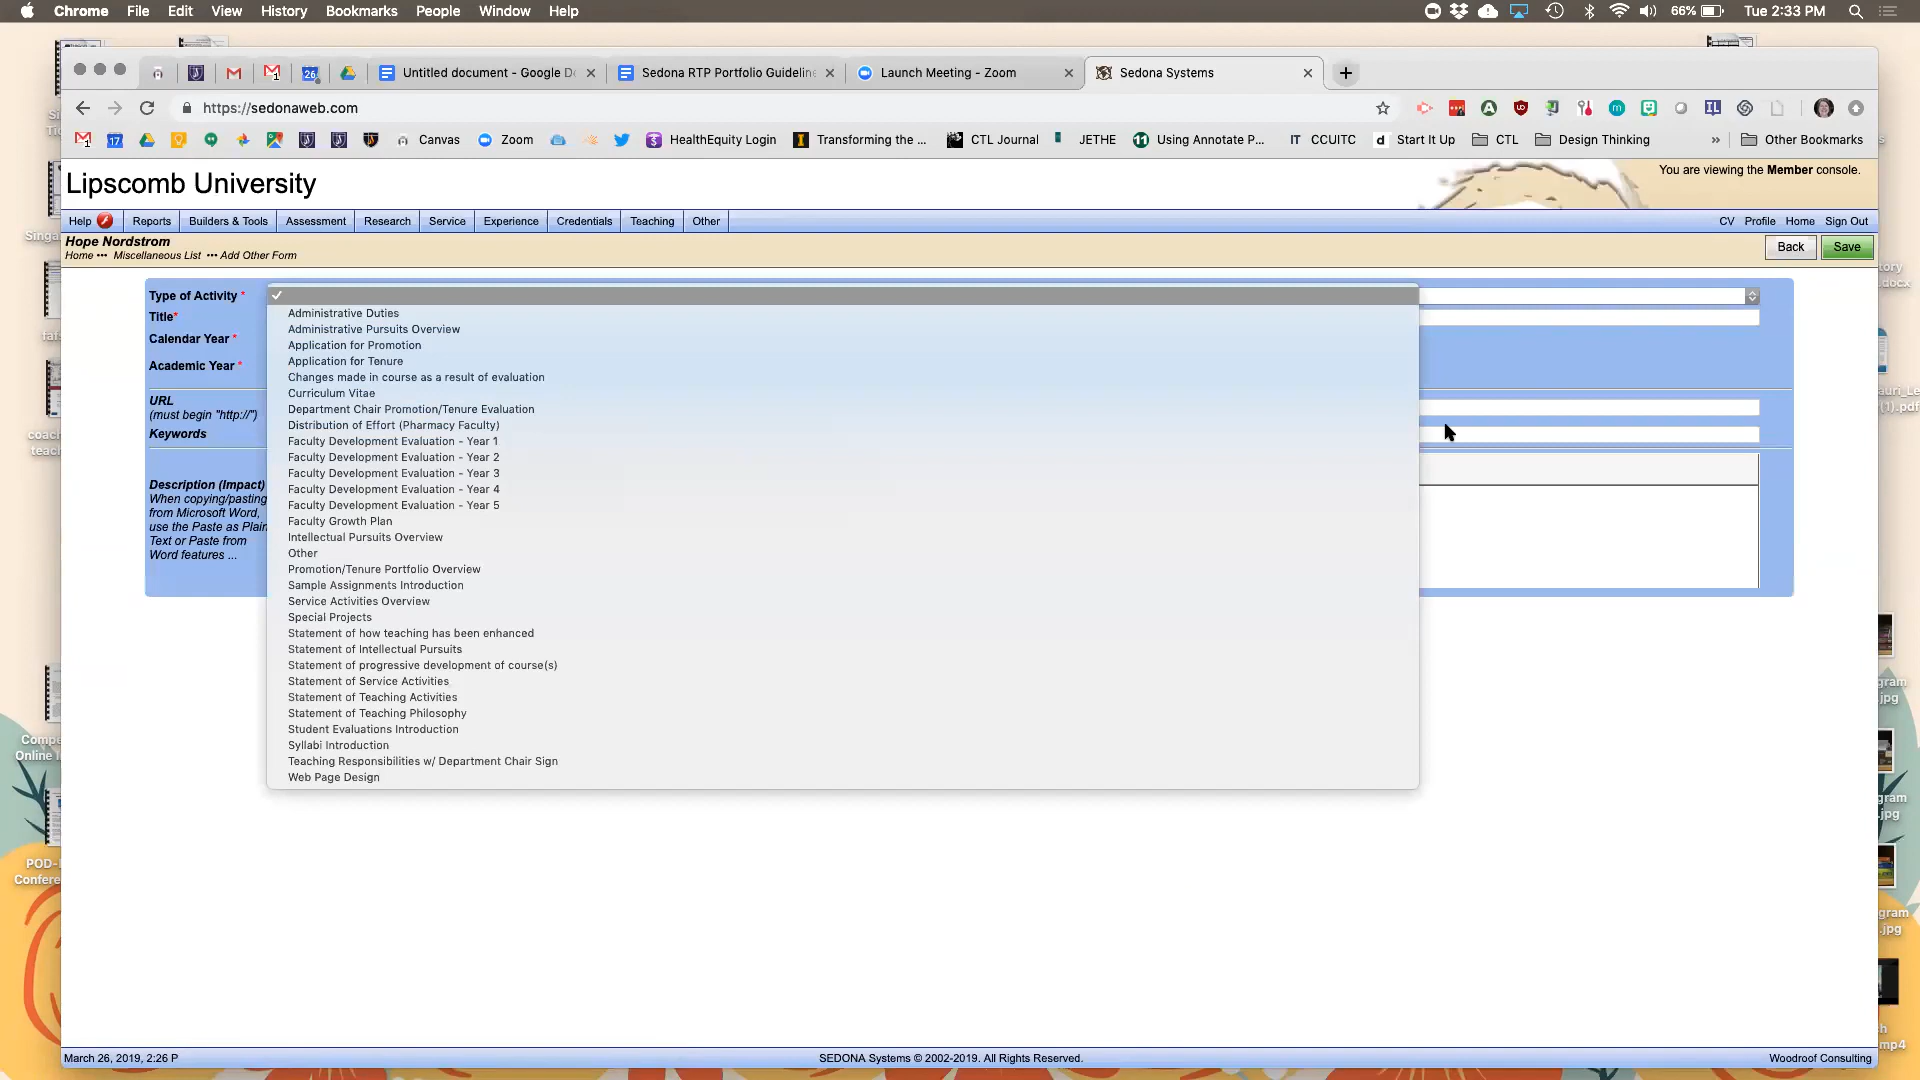 Chrome File Edit View History Bookmarks People Window Help
66% Tue 2:33 PM
Untitled document - Google D
Sedona RTP Portfolio Guideline
Launch Meeting - Zoom
Sedona Systems
https://sedonaweb.com
Canvas Zoom HealthEquity Login Transforming the ... CTL Journal JETHE Using Annotate P... IT CCUITC Start It Up CTL Design Thinking » Other Bookmarks
Lipscomb University
You are viewing the Member console.
Help Reports Builders & Tools Assessment Research Service Experience Credentials Teaching Other
CV Profile Home Sign Out
Hope Nordstrom
Home ••• Miscellaneous List ••• Add Other Form
Back Save
Type of Activity *
Title*
Calendar Year *
Academic Year *
URL
(must begin "http://")
Keywords
Description (Impact)
When copying/pasting
from Microsoft Word,
use the Paste as Plain
Text or Paste from
Word features ...
Administrative Duties
Administrative Pursuits Overview
Application for Promotion
Application for Tenure
Changes made in course as a result of evaluation
Curriculum Vitae
Department Chair Promotion/Tenure Evaluation
Distribution of Effort (Pharmacy Faculty)
Faculty Development Evaluation - Year 1
Faculty Development Evaluation - Year 2
Faculty Development Evaluation - Year 3
Faculty Development Evaluation - Year 4
Faculty Development Evaluation - Year 5
Faculty Growth Plan
Intellectual Pursuits Overview
Other
Promotion/Tenure Portfolio Overview
Sample Assignments Introduction
Service Activities Overview
Special Projects
Statement of how teaching has been enhanced
Statement of Intellectual Pursuits
Statement of progressive development of course(s)
Statement of Service Activities
Statement of Teaching Activities
Statement of Teaching Philosophy
Student Evaluations Introduction
Syllabi Introduction
Teaching Responsibilities w/ Department Chair Sign
Web Page Design
March 26, 2019, 2:26 P
SEDONA Systems © 2002-2019. All Rights Reserved.
Woodroof Consulting